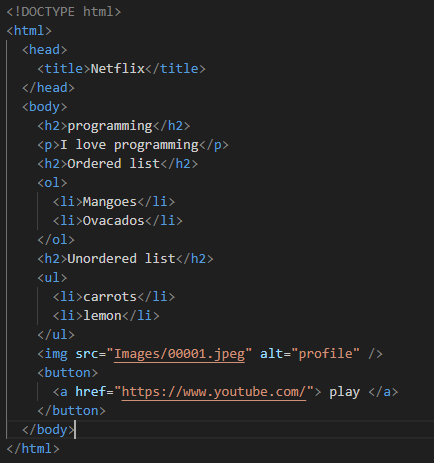 <!DOCTYPE html>
<html>
  <head>
    <title>Netflix</title>
  </head>
  <body>
    <h2>programming</h2>
    <p>I love programming</p>
    <h2>Ordered list</h2>
    <ol>
      <li>Mangoes</li>
      <li>Ovacados</li>
    </ol>
    <h2>Unordered list</h2>
    <ul>
      <li>carrots</li>
      <li>lemon</li>
    </ul>
    <img src="Images/00001.jpeg" alt="profile" />
    <button>
      <a href="https://www.youtube.com/"> play </a>
    </button>
  </body>
</html>